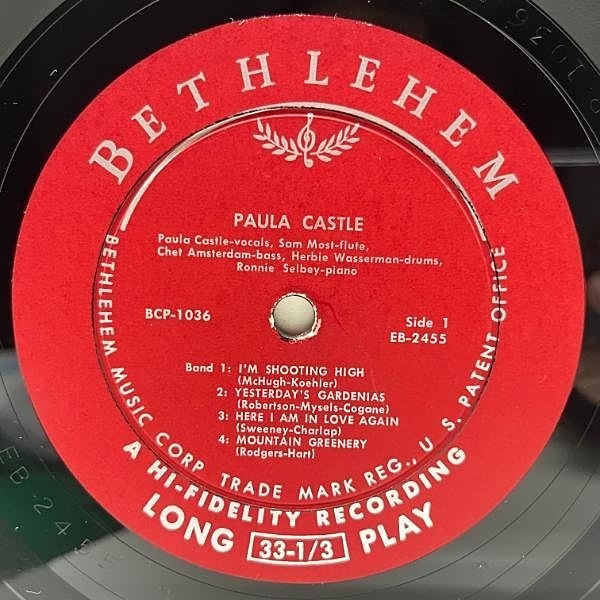 BETHLEHEM
PAULA CASTLE
Paula Castle-vocals, Sam Most-flute,
Chet Amsterdam-bass, Herbie Wasserman-drums,
Ronnie Selbey-piano
BCP-1036
Side 1
EB-2455
Band 1: I'M SHOOTING HIGH
(McHugh-Koehler)
2: YESTERDAY'S GARDENIAS
(Robertson-Mysels-Cogane)
3: HERE I AM IN LOVE AGAIN
(Sweeney-Charlap)
4: MOUNTAIN GREENERY
(Rodgers-Hart)
BETHLEHEM MUSIC CORP. TRADE MARK REG., U. S. PATENT OFFICE
A HI-FIDELITY RECORDING
LONG 33-1/3 PLAY
EB-2455